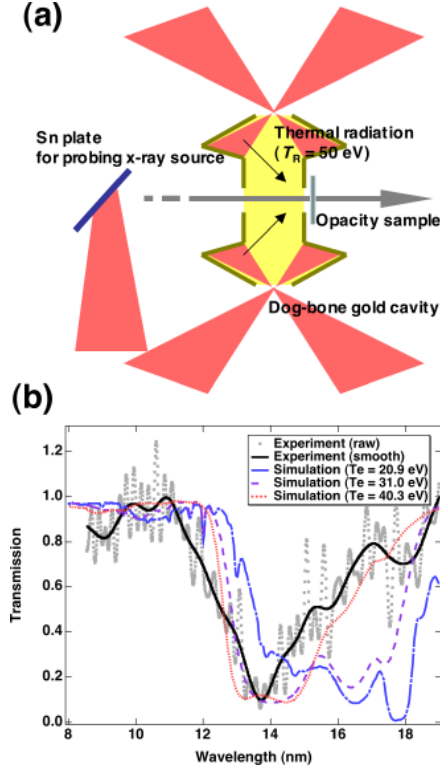 (a)
Sn plate
for probing x-ray source
Thermal radiation
(TR = 50 eV)
Opacity sample
Dog-bone gold cavity
(b)
Experiment (raw)
Experiment (smooth)
Simulation (Te = 20.9 eV)
Simulation (Te = 31.0 eV)
Simulation (Te = 40.3 eV)
Transmission
1.2
1.0
0.8
0.6
0.4
0.2
0.0
8
10
12
14
16
18
Wavelength (nm)